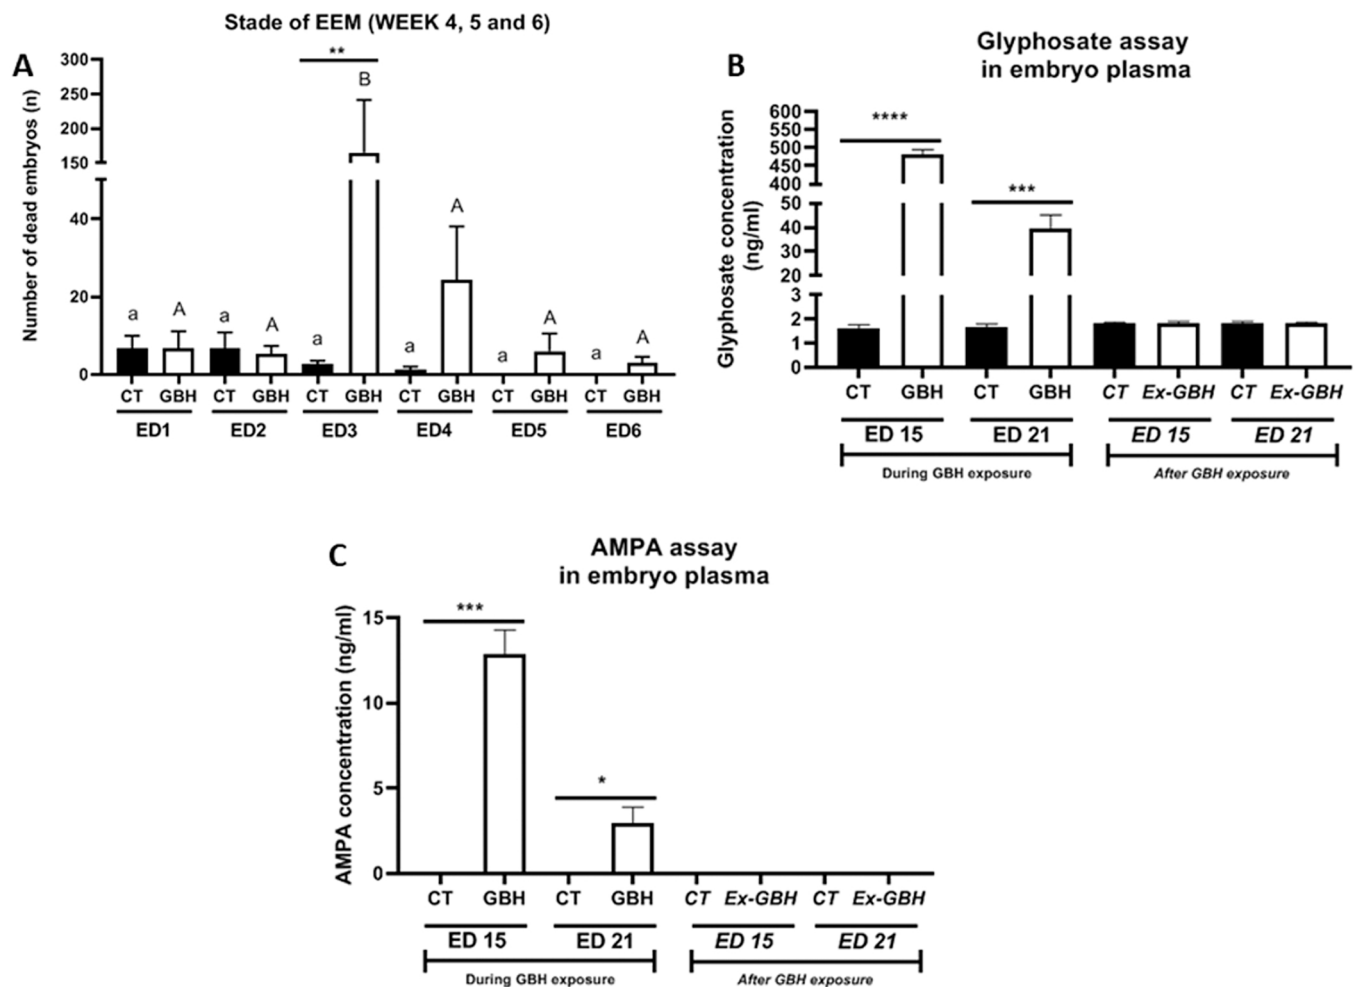 A
Stade of EEM (WEEK 4, 5 and 6)
Number of dead embryos (n)
300
250
200
150
40
20
0
**
a A a A a B a A a A a A
CT GBH CT GBH CT GBH CT GBH CT GBH CT GBH
ED1 ED2 ED3 ED4 ED5 ED6
B
Glyphosate assay
in embryo plasma
Glyphosate concentration
(ng/ml)
600
550
500
450
400
50
40
30
20
3
2
1
0
****
***
CT GBH CT GBH CT Ex-GBH CT Ex-GBH
ED 15 ED 21 ED 15 ED 21
During GBH exposure After GBH exposure
C
AMPA assay
in embryo plasma
AMPA concentration (ng/ml)
15
10
5
0
***
*
CT GBH CT GBH CT Ex-GBH CT Ex-GBH
ED 15 ED 21 ED 15 ED 21
During GBH exposure After GBH exposure